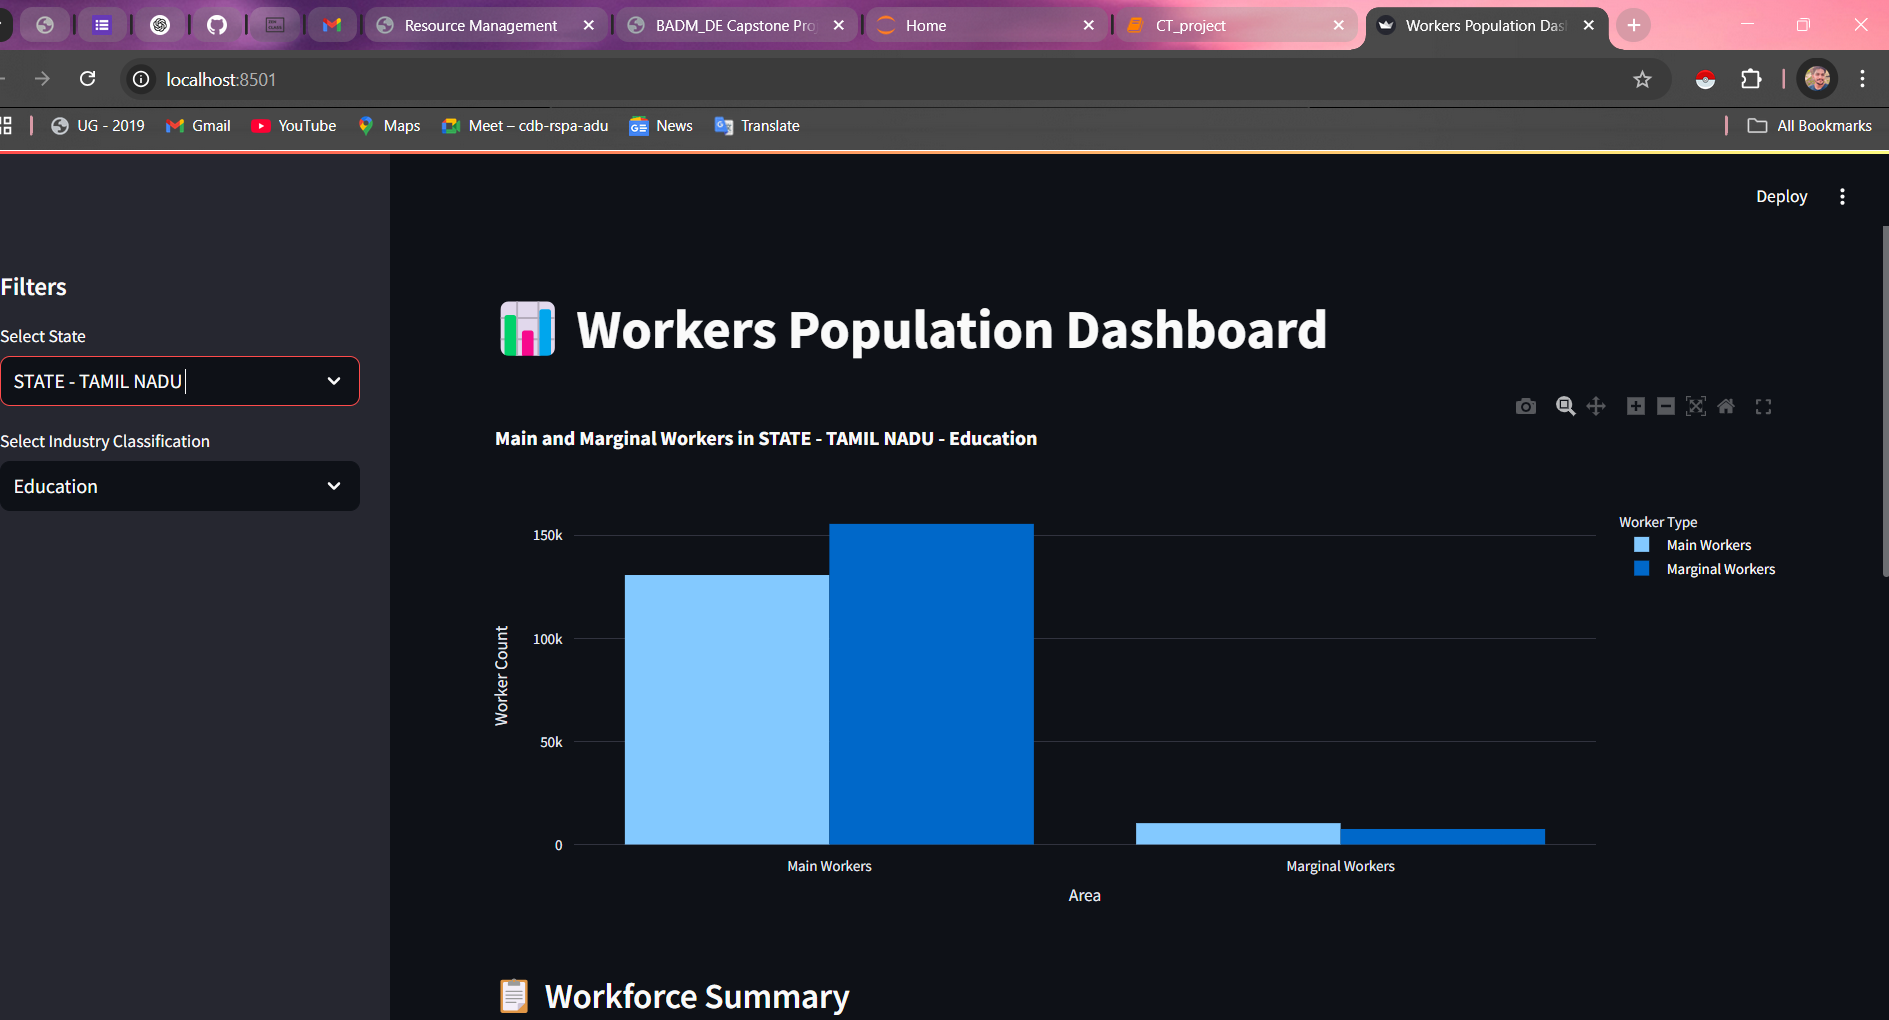 Resource Management
BADM_DE Capstone Pro
Home
CT_project
Workers Population Das
localhost:8501
UG - 2019
Gmail
YouTube
Maps
Meet – cdb-rspa-adu
News
Translate
All Bookmarks
Deploy
Filters
Select State
STATE - TAMIL NADU
Select Industry Classification
Education
Workers Population Dashboard
Main and Marginal Workers in STATE - TAMIL NADU - Education
Worker Type
Main Workers
Marginal Workers
150k
100k
50k
0
Worker Count
Main Workers
Marginal Workers
Area
Workforce Summary